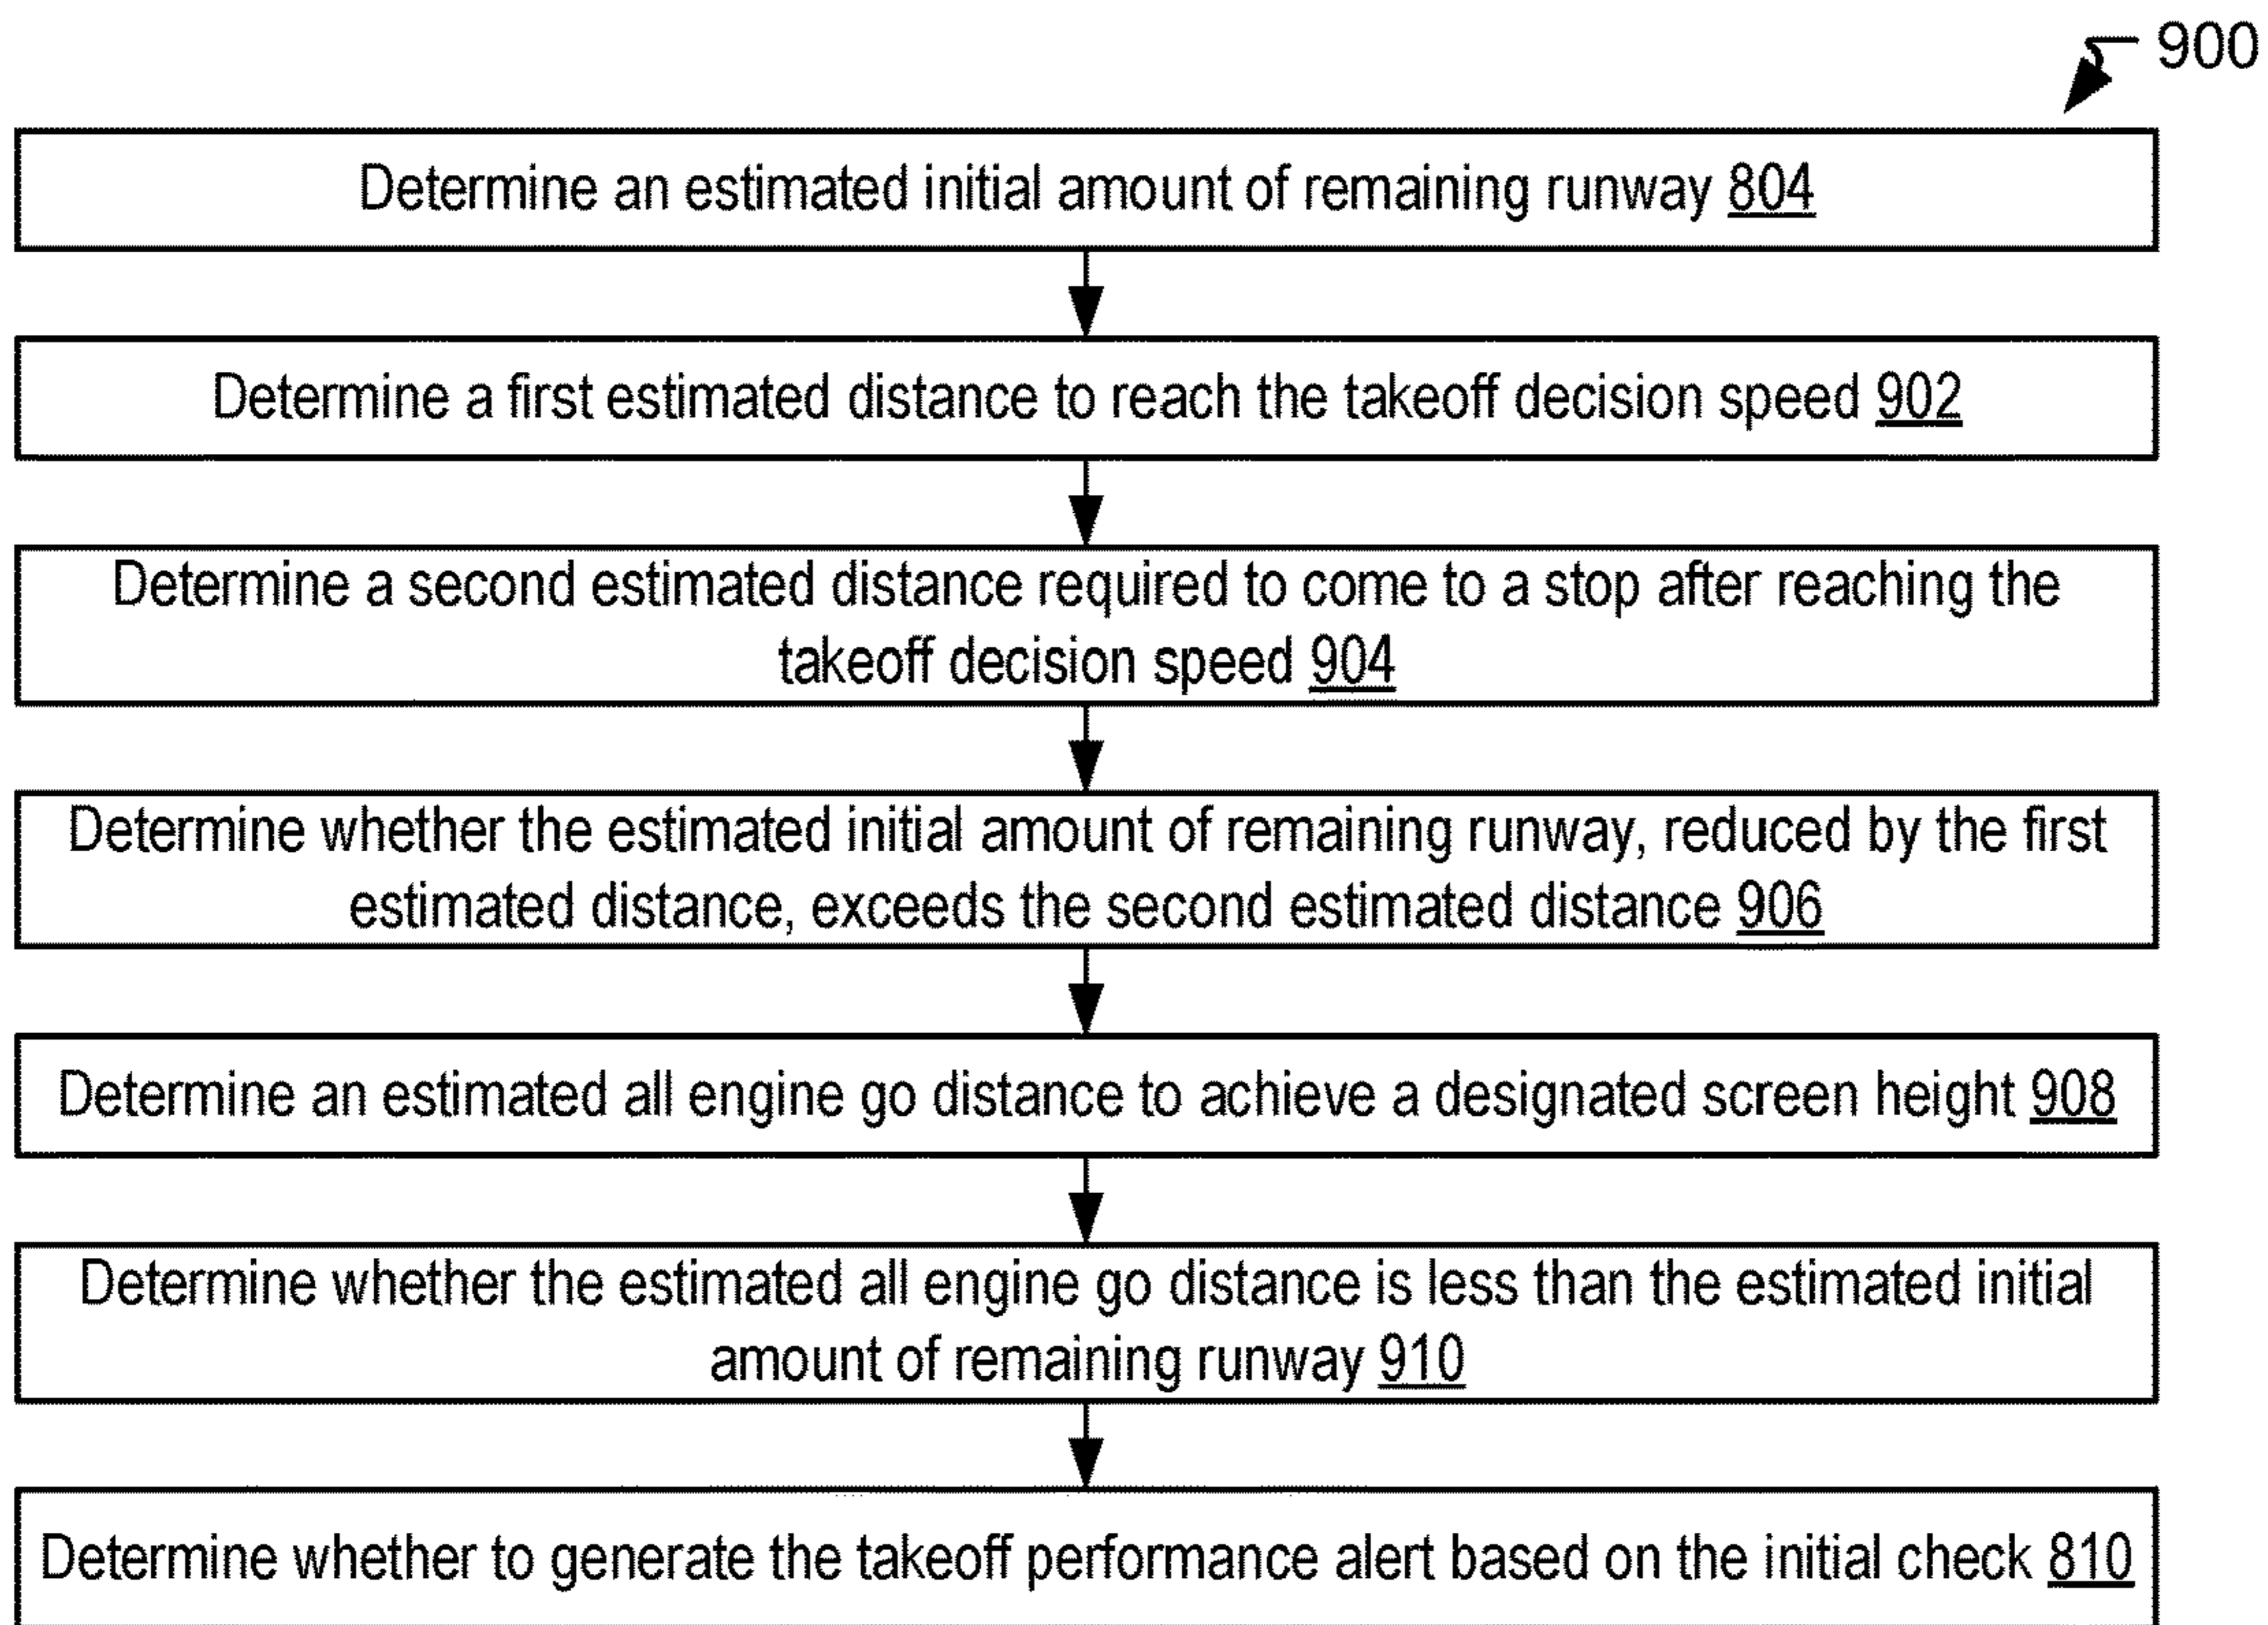 900
Determine an estimated initial amount of remaining runway 804
Determine a first estimated distance to reach the takeoff decision speed 902
Determine a second estimated distance required to come to a stop after reaching the
takeoff decision speed 904
Determine whether the estimated initial amount of remaining runway, reduced by the first
estimated distance, exceeds the second estimated distance 906
Determine an estimated all engine go distance to achieve a designated screen height 908
Determine whether the estimated all engine go distance is less than the estimated initial
amount of remaining runway 910
Determine whether to generate the takeoff performance alert based on the initial check 810